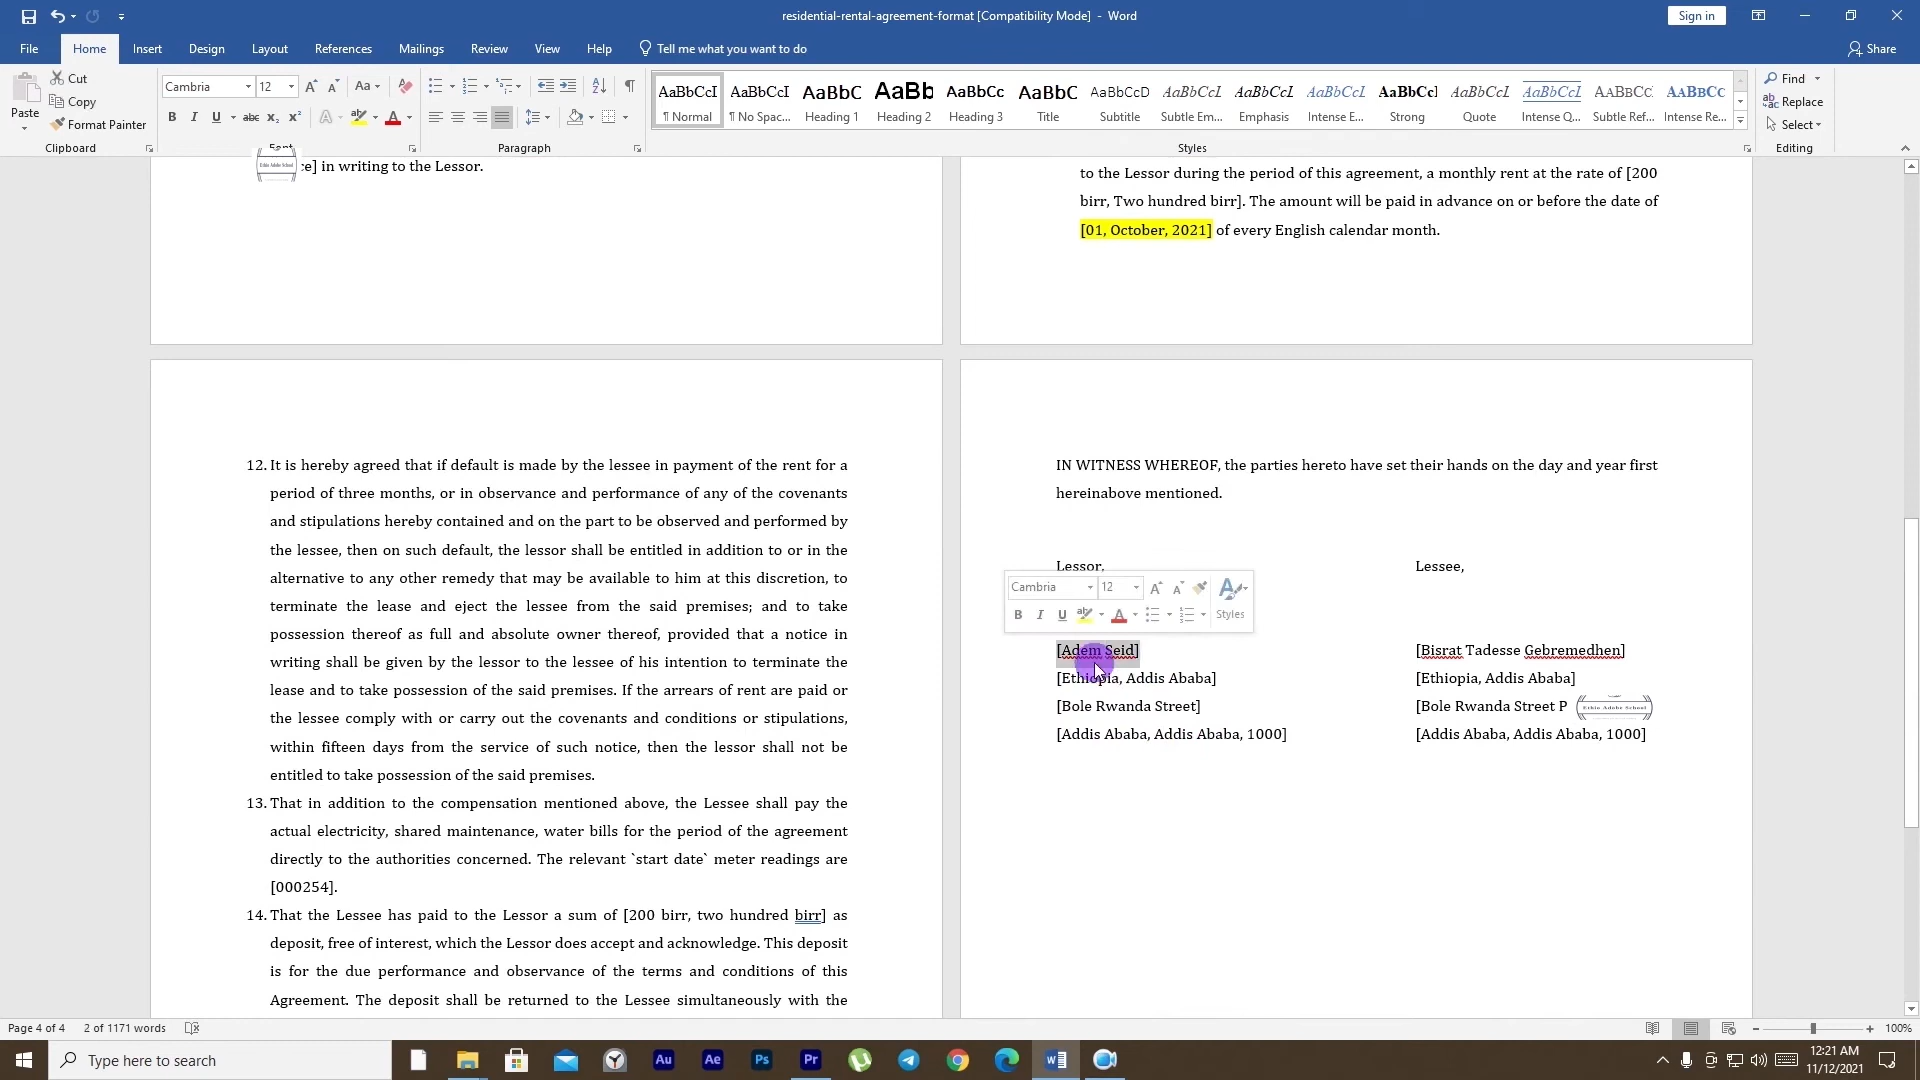 residential-rental-agreement-format [Compatibility Mode] - Word
Sign in
File Home Insert Design Layout References Mailings Review View Help Tell me what you want to do
Share
Paste
Cut
Copy
Format Painter
Clipboard
Cambria 12
Paragraph
AaBbCcI AaBbCcI AaBbC AaBb AaBbCc AaBbC AaBbCcD AaBbCcL AaBbCcL AaBbCcL AaBbCcI AaBbCcL AaBbCcL AABBCC AABBCC
¶ Normal ¶ No Spac... Heading 1 Heading 2 Heading 3 Title Subtitle Subtle Em... Emphasis Intense E... Strong Quote Intense Q... Subtle Ref... Intense Re...
Styles
Find
Replace
Select
Editing
Ethio Adobe School
ce] in writing to the Lessor.
to the Lessor during the period of this agreement, a monthly rent at the rate of [200
birr, Two hundred birr]. The amount will be paid in advance on or before the date of
[01, October, 2021] of every English calendar month.
12. It is hereby agreed that if default is made by the lessee in payment of the rent for a
period of three months, or in observance and performance of any of the covenants
and stipulations hereby contained and on the part to be observed and performed by
the lessee, then on such default, the lessor shall be entitled in addition to or in the
alternative to any other remedy that may be available to him at this discretion, to
terminate the lease and eject the lessee from the said premises; and to take
possession thereof as full and absolute owner thereof, provided that a notice in
writing shall be given by the lessor to the lessee of his intention to terminate the
lease and to take possession of the said premises. If the arrears of rent are paid or
the lessee comply with or carry out the covenants and conditions or stipulations,
within fifteen days from the service of such notice, then the lessor shall not be
entitled to take possession of the said premises.
13. That in addition to the compensation mentioned above, the Lessee shall pay the
actual electricity, shared maintenance, water bills for the period of the agreement
directly to the authorities concerned. The relevant `start date` meter readings are
[000254].
14. That the Lessee has paid to the Lessor a sum of [200 birr, two hundred birr] as
deposit, free of interest, which the Lessor does accept and acknowledge. This deposit
is for the due performance and observance of the terms and conditions of this
Agreement. The deposit shall be returned to the Lessee simultaneously with the
IN WITNESS WHEREOF, the parties hereto have set their hands on the day and year first
hereinabove mentioned.
Lessor, Lessee,
Cambria 12
Styles
[Adem Seid] [Bisrat Tadesse Gebremedhen]
[Ethiopia, Addis Ababa] [Ethiopia, Addis Ababa]
[Bole Rwanda Street] [Bole Rwanda Street P
Ethio Adobe School
[Addis Ababa, Addis Ababa, 1000] [Addis Ababa, Addis Ababa, 1000]
Page 4 of 4 2 of 1171 words
100%
Type here to search
Au Ae Ps Pr
12:21 AM
11/12/2021